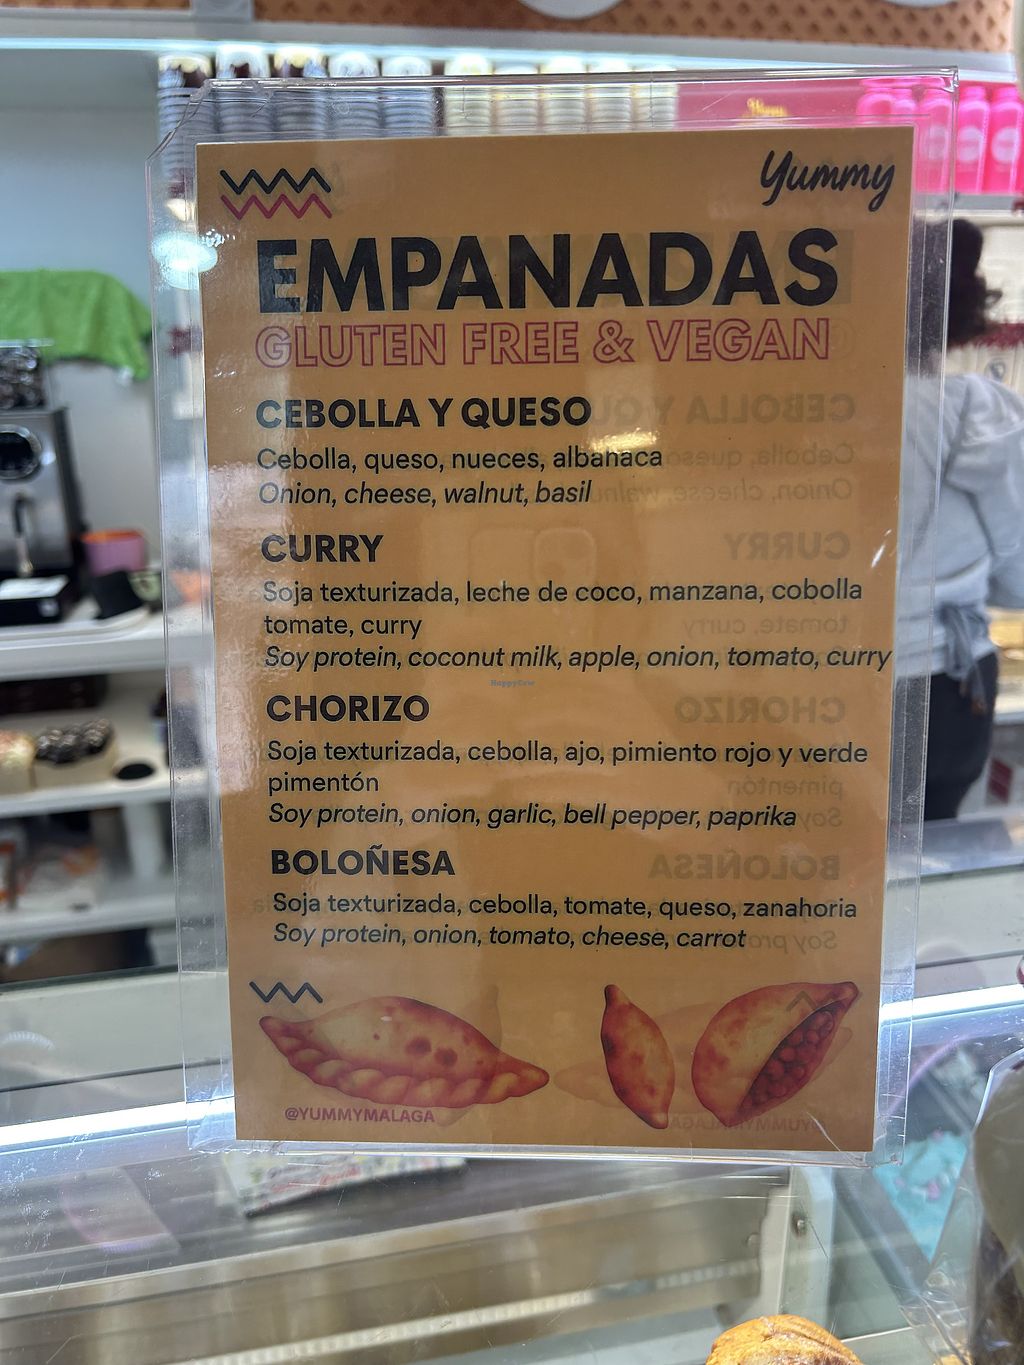 Yummy
EMPANADAS
GLUTEN FREE & VEGAN
CEBOLLA Y QUESO
Cebolla, queso, nueces, albahaca
Onion, cheese, walnut, basil
CURRY
Soja texturizada, leche de coco, manzana, cobolla
tomate, curry
Soy protein, coconut milk, apple, onion, tomato, curry
HappyCow
CHORIZO
Soja texturizada, cebolla, ajo, pimiento rojo y verde
pimentón
Soy protein, onion, garlic, bell pepper, paprika
BOLOÑESA
Soja texturizada, cebolla, tomate, queso, zanahoria
Soy protein, onion, tomato, cheese, carrot
@YUMMYMALAGA